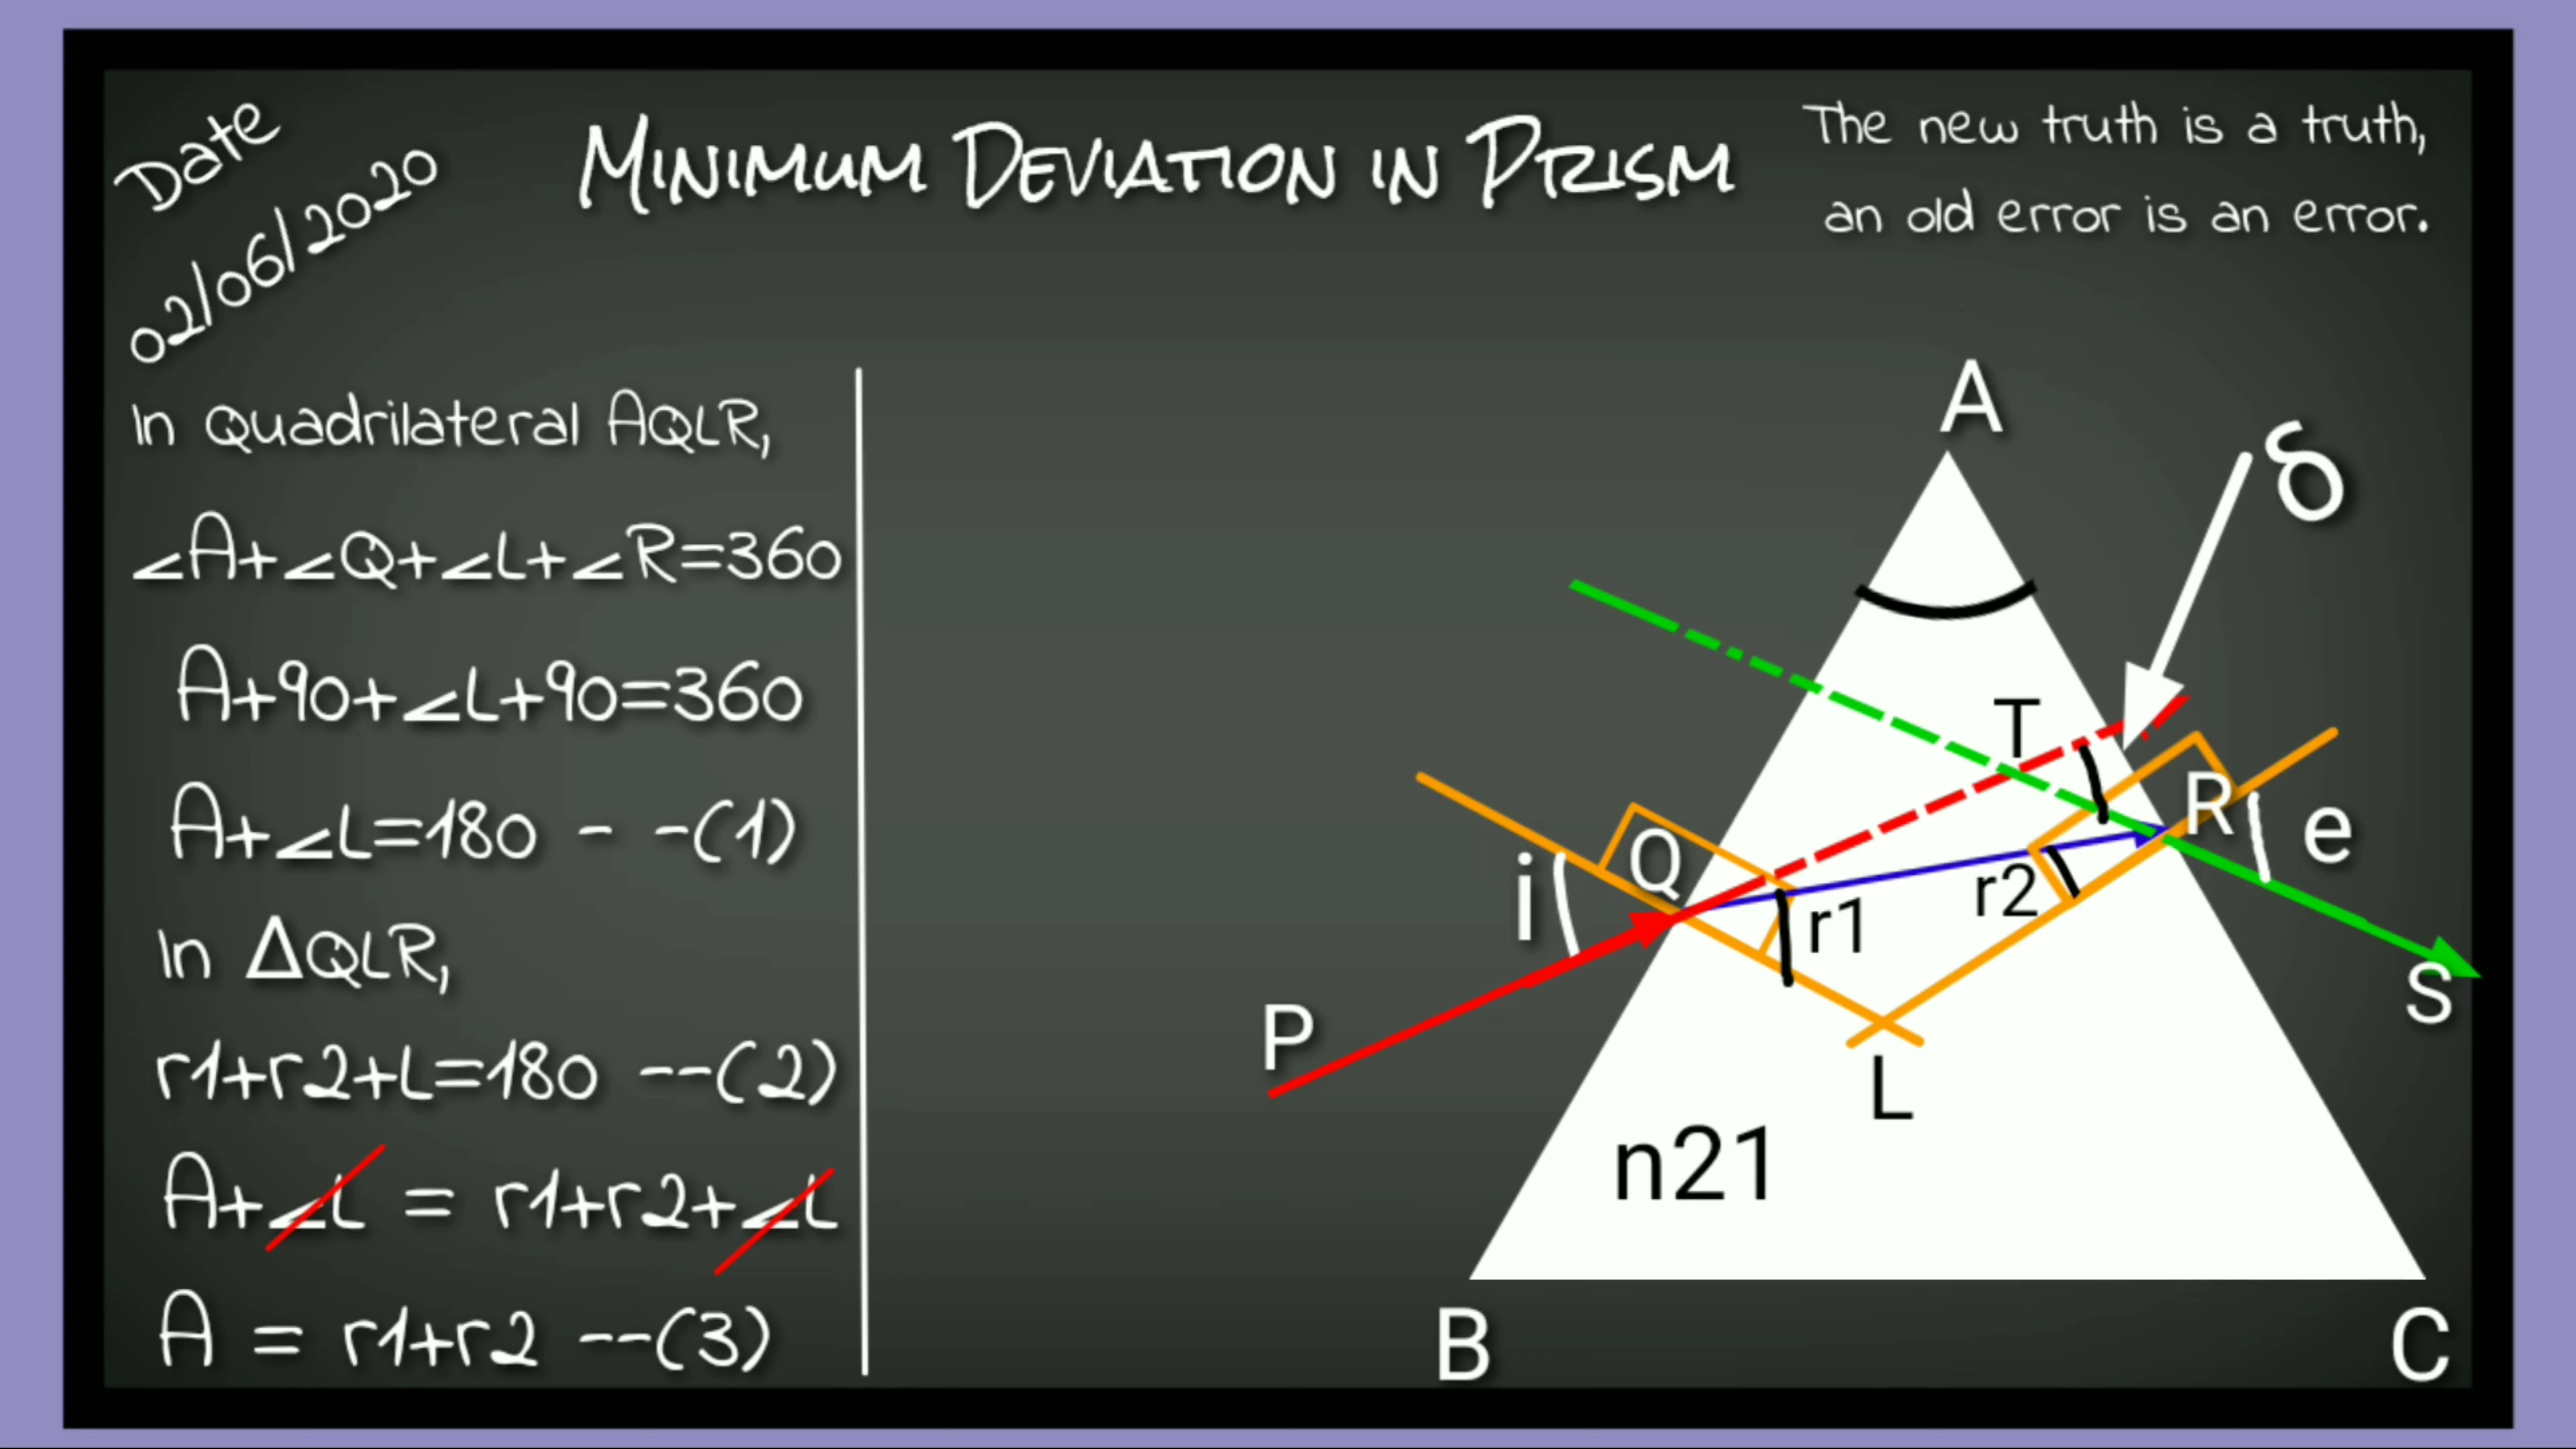 Date
02/06/2020
Minimum Deviation in Prism
The new truth is a truth,
an old error is an error.
In Quadrilateral AQLR,
∠A+∠Q+∠L+∠R=360
A+90+∠L+90=360
A+∠L=180 - -(1)
In ΔQLR,
r1+r2+L=180 --(2)
A+∠L = r1+r2+∠L
A = r1+r2 --(3)
A
δ
T
R
e
Q
i
r1
r2
S
P
L
n21
B
C